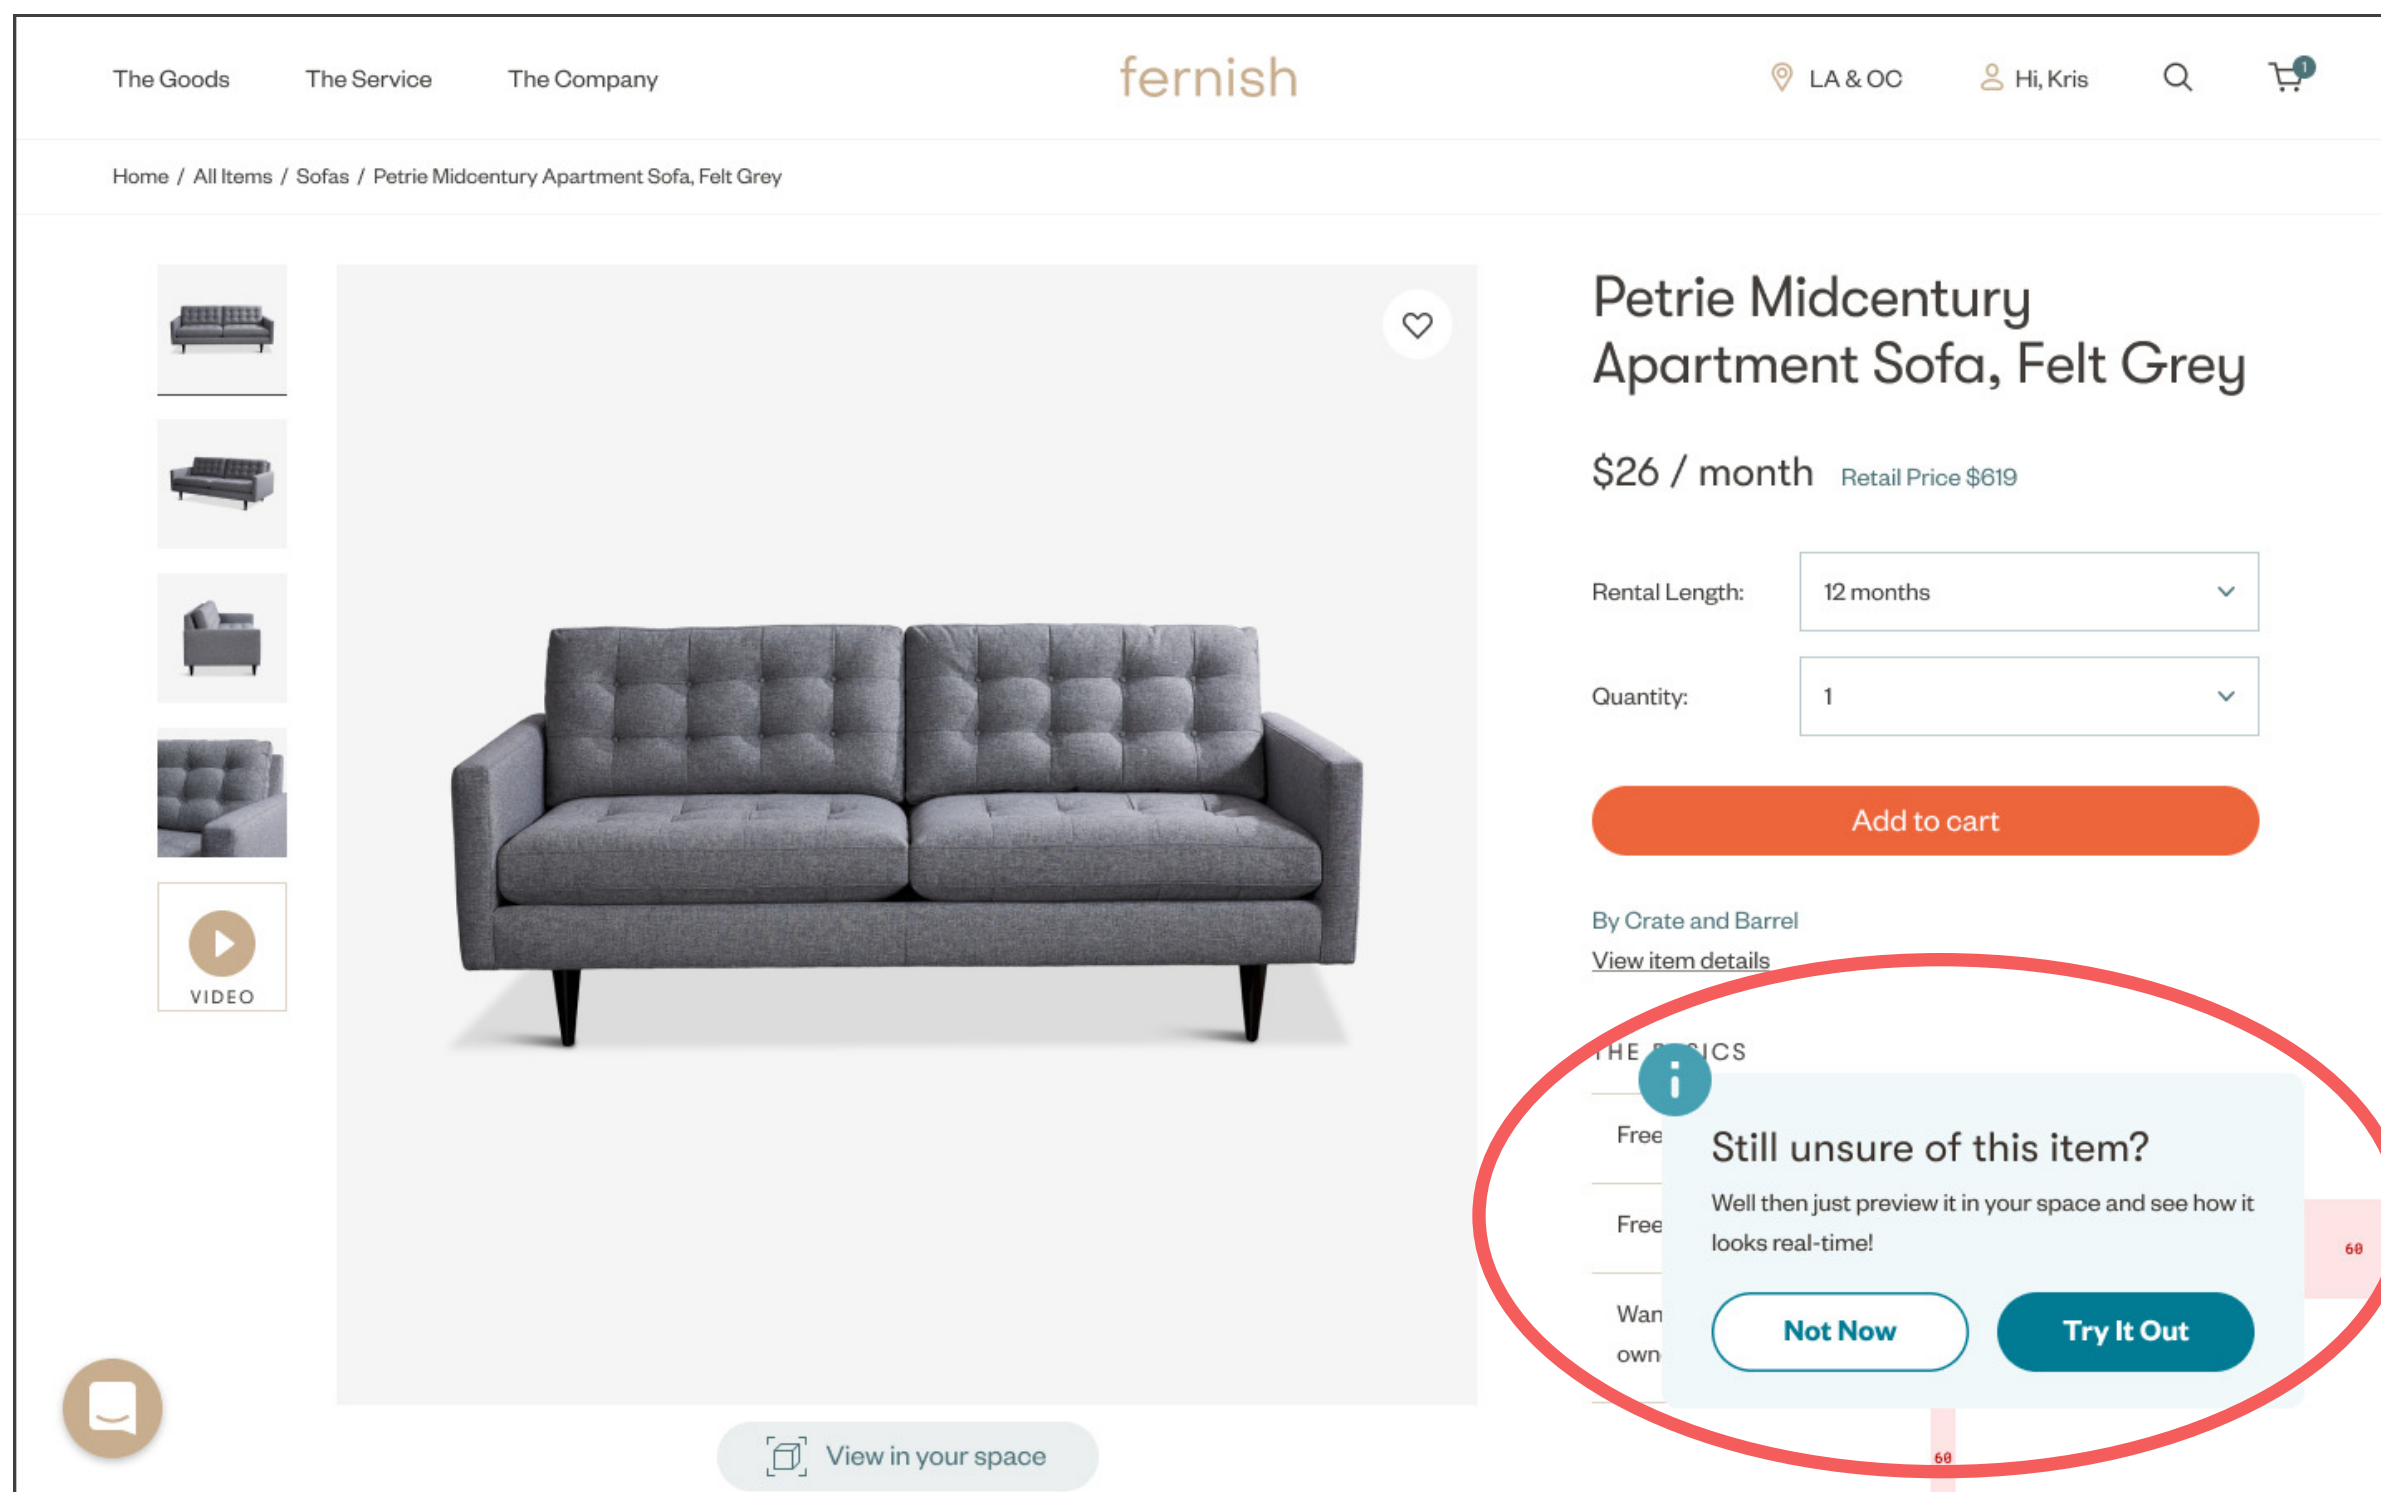 The Goods
The Service
The Company
fernish
LA & OC
Hi, Kris
1
Home / All Items / Sofas / Petrie Midcentury Apartment Sofa, Felt Grey
Petrie Midcentury
Apartment Sofa, Felt Grey
$26 / month Retail Price $619
Rental Length: 12 months
Quantity: 1
Add to cart
By Crate and Barrel
View item details
VIDEO
THE
Free
Free
Wan
own
Still unsure of this item?
Well then just preview it in your space and see how it
looks real-time!
Not Now
Try It Out
60
60
View in your space